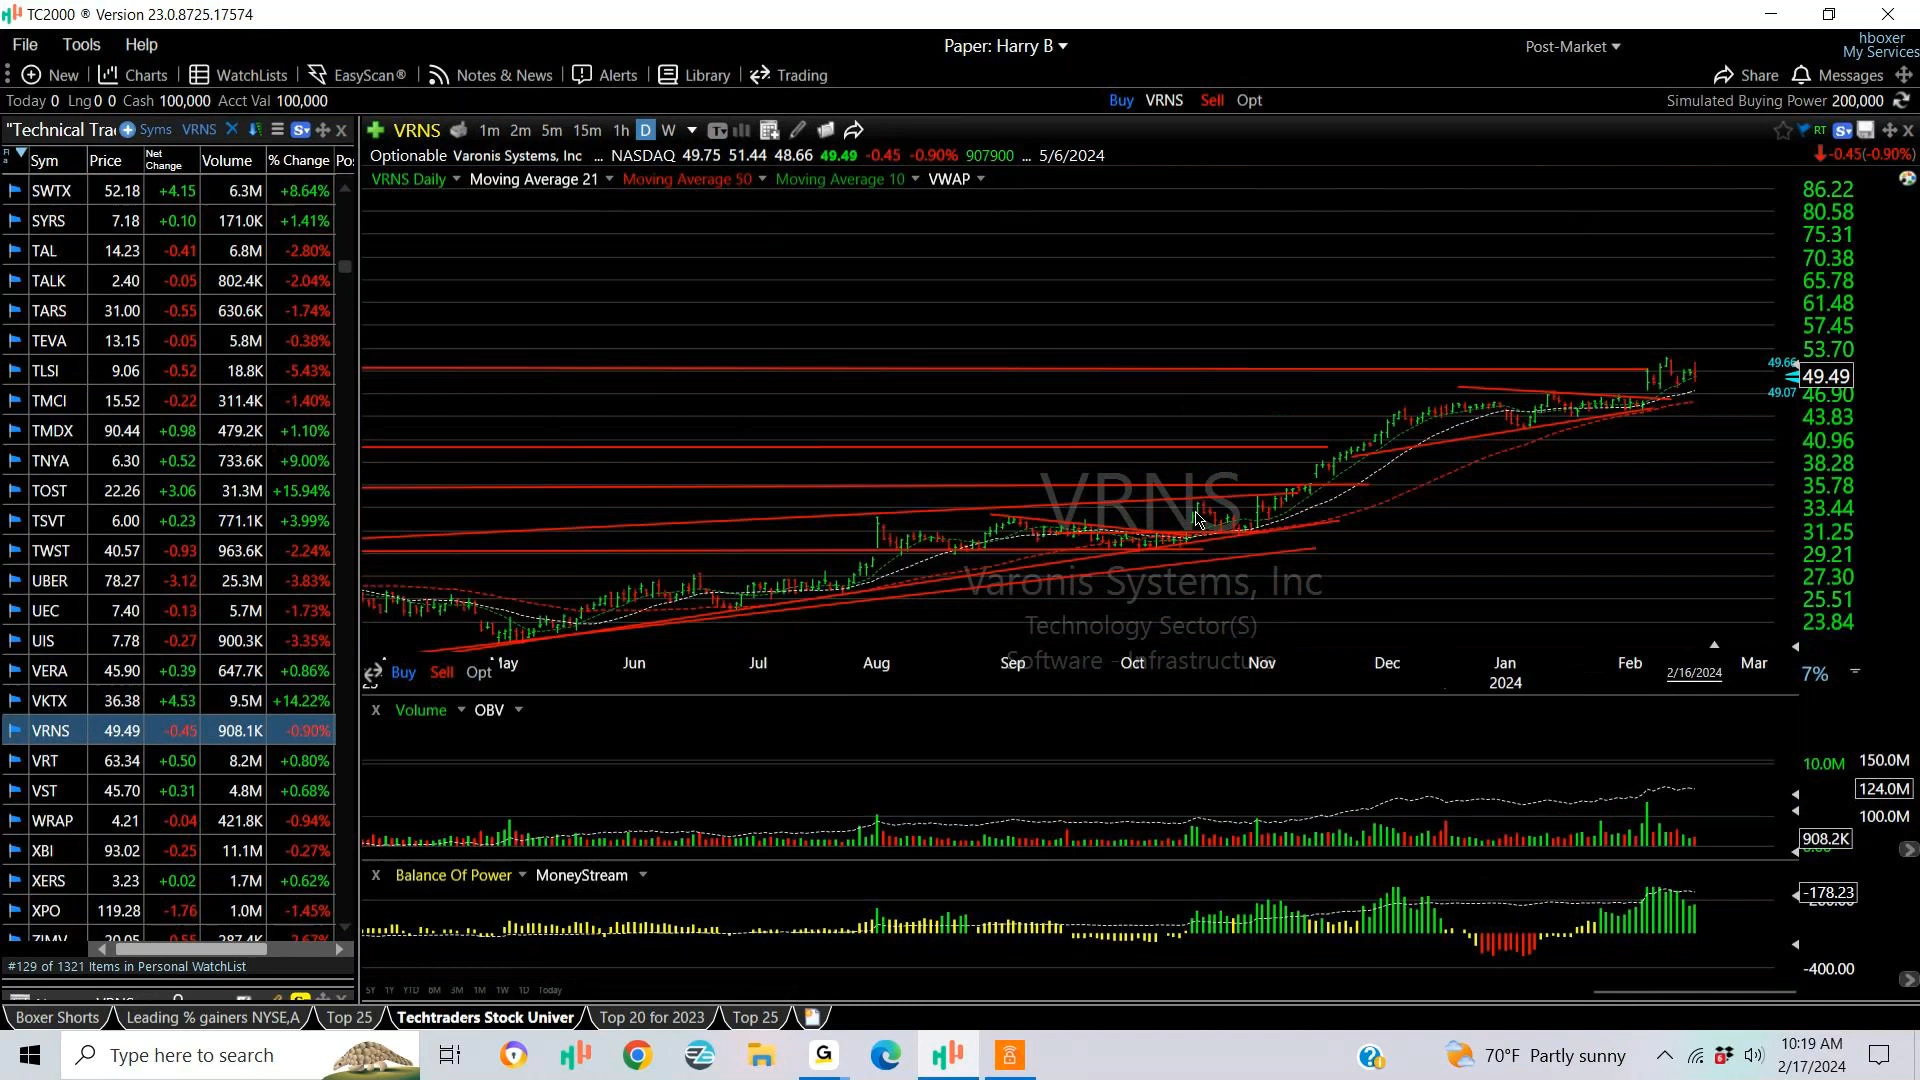 TC2000 ® Version 23.0.8725.17574
File Tools Help Paper: Harry B Post-Market hboxer
My Services
New Charts WatchLists EasyScan® Notes & News Alerts Library Trading Share Messages
Today 0 Lng 0 0 Cash 100,000 Acct Val 100,000 Buy VRNS Sell Opt Simulated Buying Power 200,000
"Technical Tra Syms VRNS
VRNS 1m 2m 5m 15m 1h D W RT
Sym Price Net Change Volume % Change Po
Optionable Varonis Systems, Inc ... NASDAQ 49.75 51.44 48.66 49.49 -0.45 -0.90% 907900 ... 5/6/2024 -0.45(-0.90%)
VRNS Daily Moving Average 21 Moving Average 50 Moving Average 10 VWAP
SWTX 52.18 +4.15 6.3M +8.64%
SYRS 7.18 +0.10 171.0K +1.41%
TAL 14.23 -0.41 6.8M -2.80%
TALK 2.40 -0.05 802.4K -2.04%
TARS 31.00 -0.55 630.6K -1.74%
TEVA 13.15 -0.05 5.8M -0.38%
TLSI 9.06 -0.52 18.8K -5.43%
TMCI 15.52 -0.22 311.4K -1.40%
TMDX 90.44 +0.98 479.2K +1.10%
TNYA 6.30 +0.52 733.6K +9.00%
TOST 22.26 +3.06 31.3M +15.94%
TSVT 6.00 +0.23 771.1K +3.99%
TWST 40.57 -0.93 963.6K -2.24%
UBER 78.27 -3.12 25.3M -3.83%
UEC 7.40 -0.13 5.7M -1.73%
UIS 7.78 -0.27 900.3K -3.35%
VERA 45.90 +0.39 647.7K +0.86%
VKTX 36.38 +4.53 9.5M +14.22%
VRNS 49.49 -0.45 908.1K -0.90%
VRT 63.34 +0.50 8.2M +0.80%
VST 45.70 +0.31 4.8M +0.68%
WRAP 4.21 -0.04 421.8K -0.94%
XBI 93.02 -0.25 11.1M -0.27%
XERS 3.23 +0.02 1.7M +0.62%
XPO 119.28 -1.76 1.0M -1.45%
#129 of 1321 Items in Personal WatchList
86.22
80.58
75.31
70.38
65.78
61.48
57.45
53.70
49.66
49.49
49.07
46.90
43.83
40.96
38.28
35.78
33.44
31.25
29.21
27.30
25.51
23.84
VRNS
Varonis Systems, Inc
Technology Sector(S)
Software - Infrastructure
May Jun Jul Aug Sep Oct Nov Dec Jan Feb Mar
2024
2/16/2024
Buy Sell Opt
7%
X Volume OBV
10.0M 150.0M
124.0M
100.0M
908.2K
X Balance Of Power MoneyStream
-178.23
-400.00
5Y 1Y YTD 6M 3M 1M 1W 1D Today
Boxer Shorts Leading % gainers NYSE,A Top 25 Techtraders Stock Univer Top 20 for 2023 Top 25
Type here to search
70°F Partly sunny
10:19 AM
2/17/2024